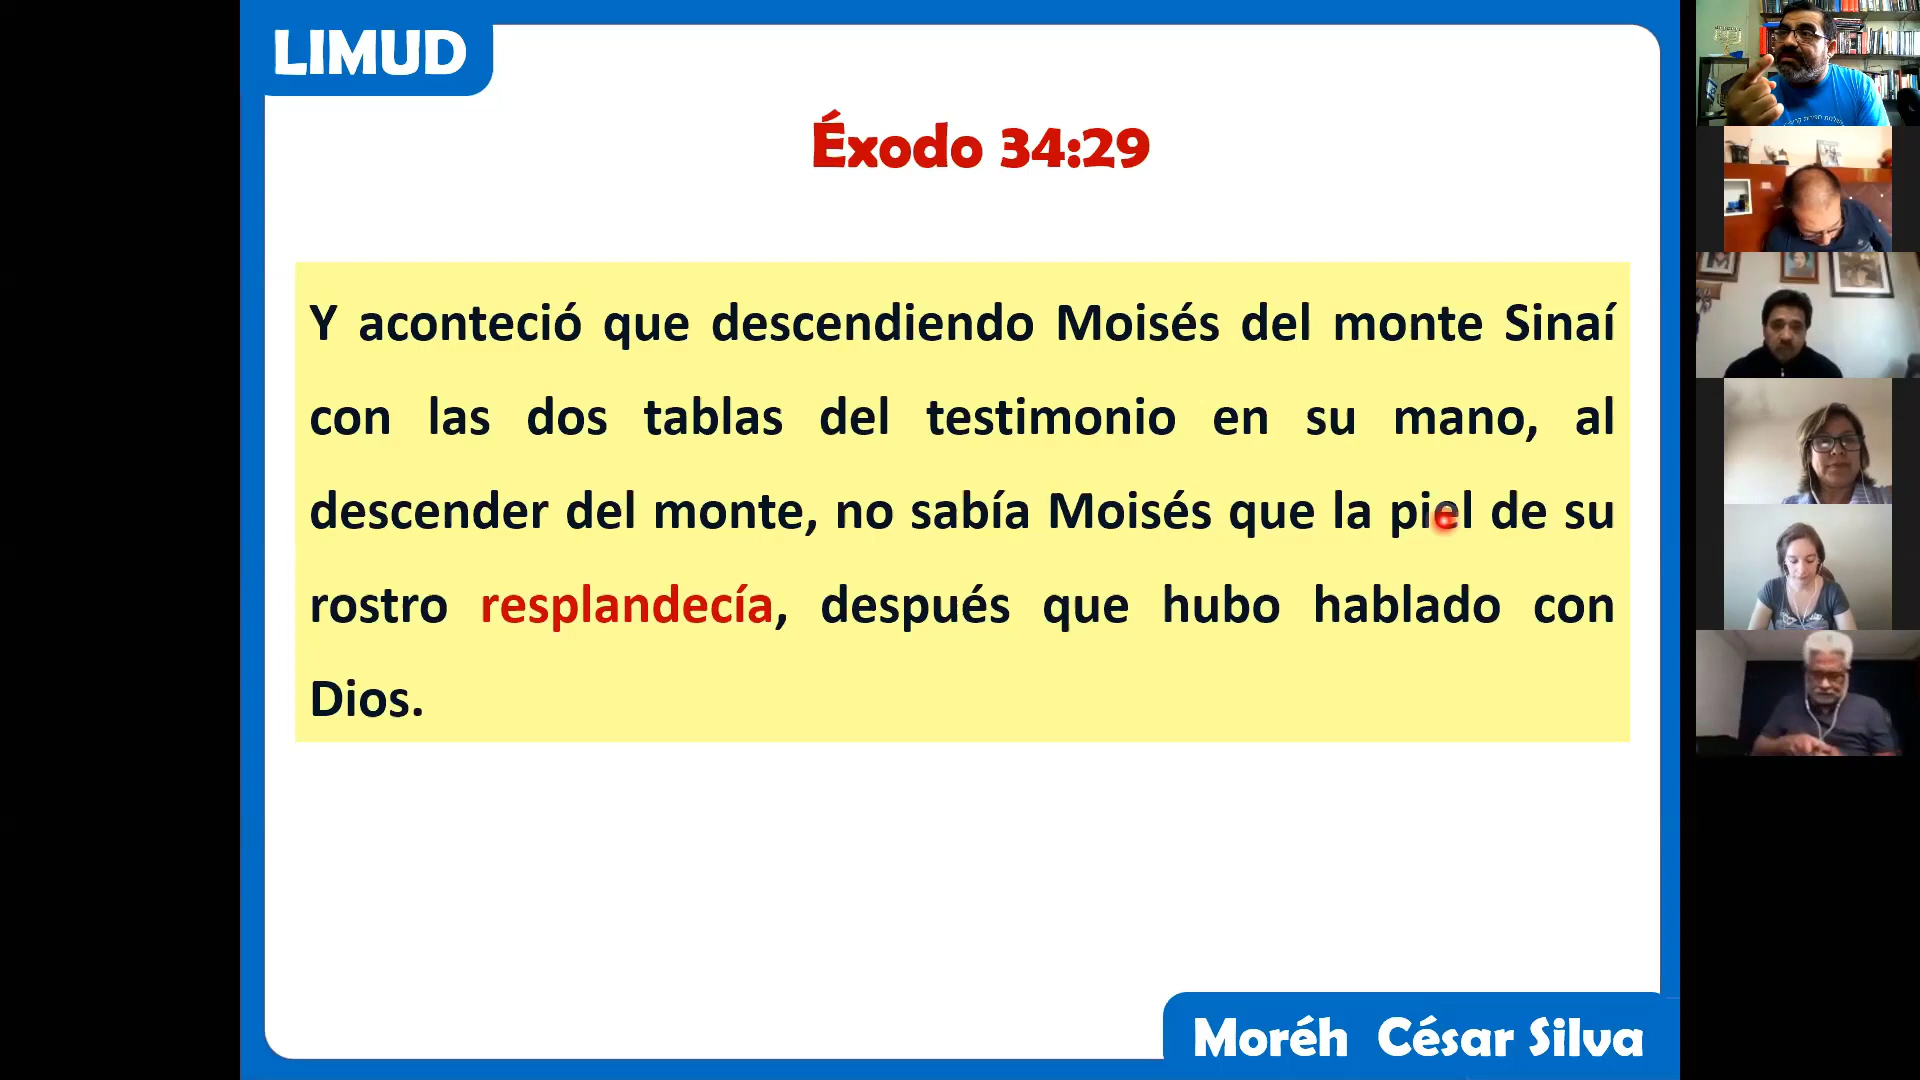 LIMUD
Éxodo 34:29
Y aconteció que descendiendo Moisés del monte Sinaí
con las dos tablas del testimonio en su mano, al
descender del monte, no sabía Moisés que la piel de su
rostro resplandecía, después que hubo hablado con
Dios.
Moréh César Silva